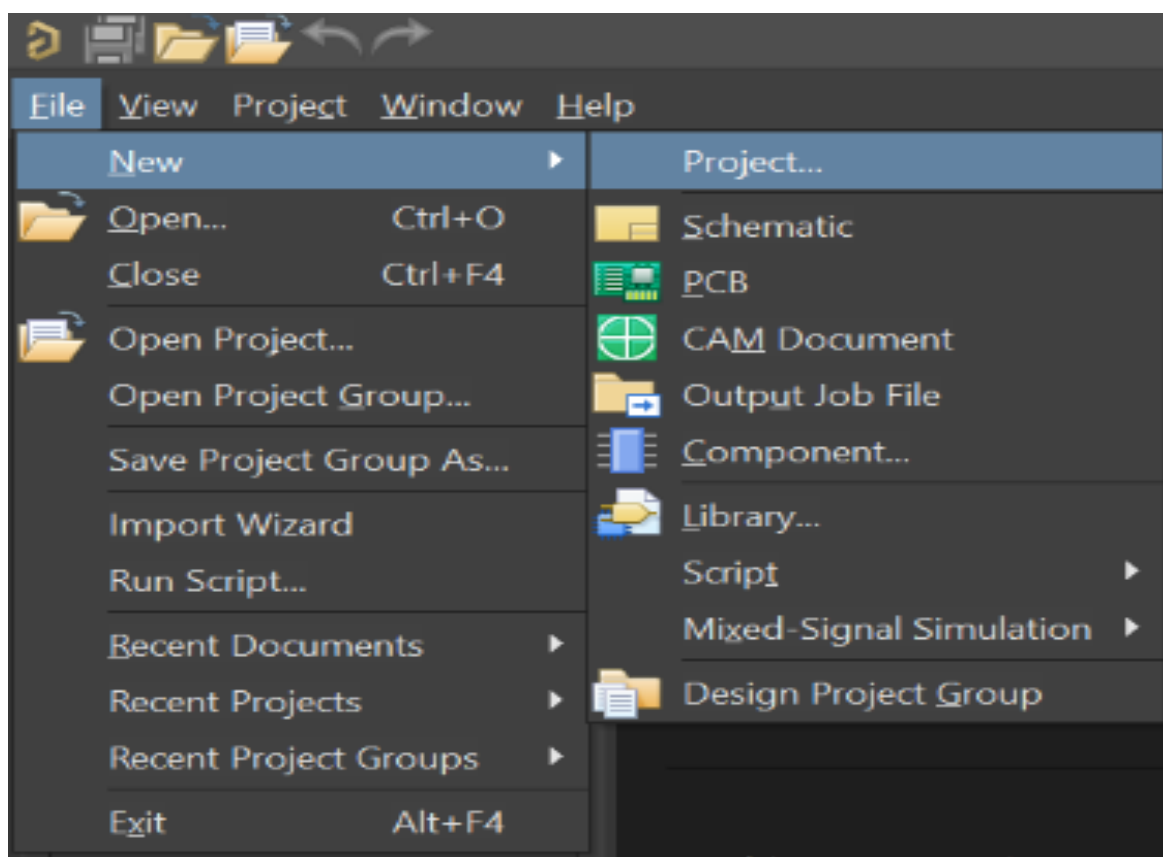 File View Project Window Help
New
Open... Ctrl+O
Close Ctrl+F4
Open Project...
Open Project Group...
Save Project Group As...
Import Wizard
Run Script...
Recent Documents
Recent Projects
Recent Project Groups
Exit Alt+F4
Project...
Schematic
PCB
CAM Document
Output Job File
Component...
Library...
Script
Mixed-Signal Simulation
Design Project Group